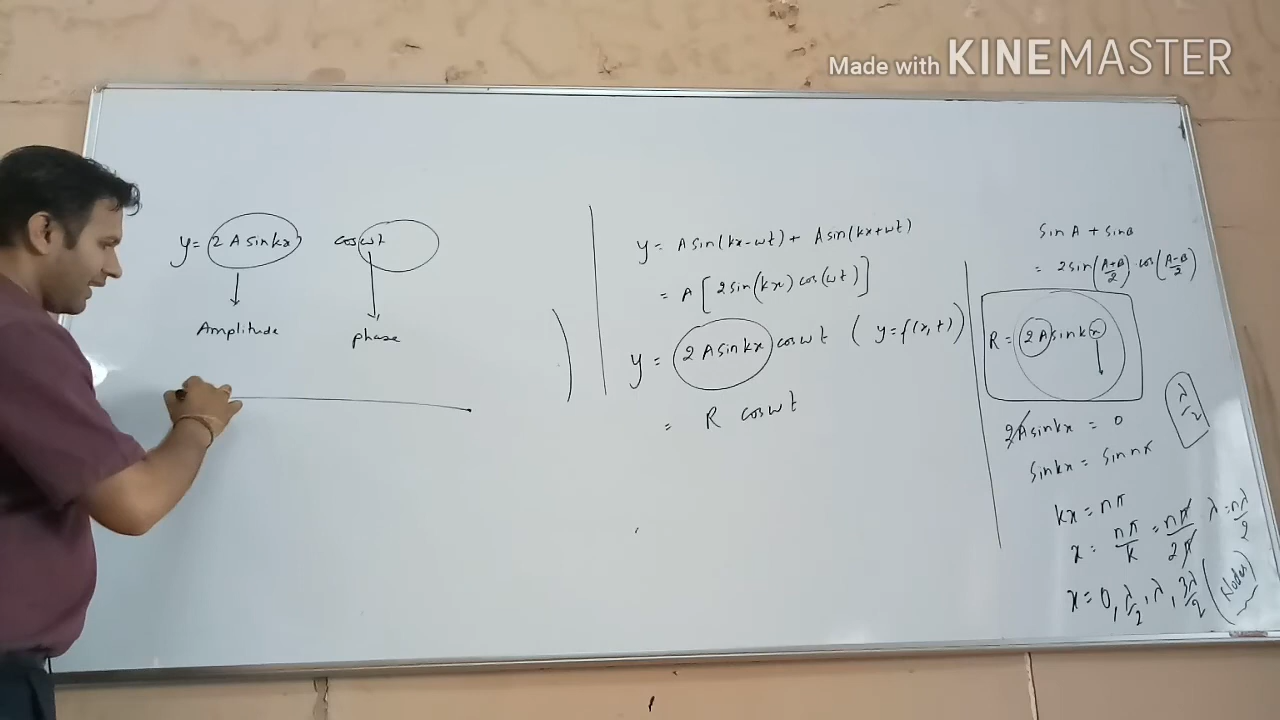 Made with KINEMASTER
y = 2 A sin kx cos ωt
Amplitude phase
y = A sin(kx-ωt) + A sin(kx+ωt)
= A [ 2 sin(kx) cos(ωt) ]
y = (2 A sin kx) cos ωt ( y = f(x, t) )
= R cos ωt
sin A + sin B
= 2 sin(A+B/2) . cos(A-B/2)
R = 2A sin kx
λ/2
2A sin kx = 0
sin kx = sin nπ
kx = nπ
x = nπ/k = nπ/2π λ = nλ/2
x = 0, λ/2, λ, 3λ/2 (Nodes)